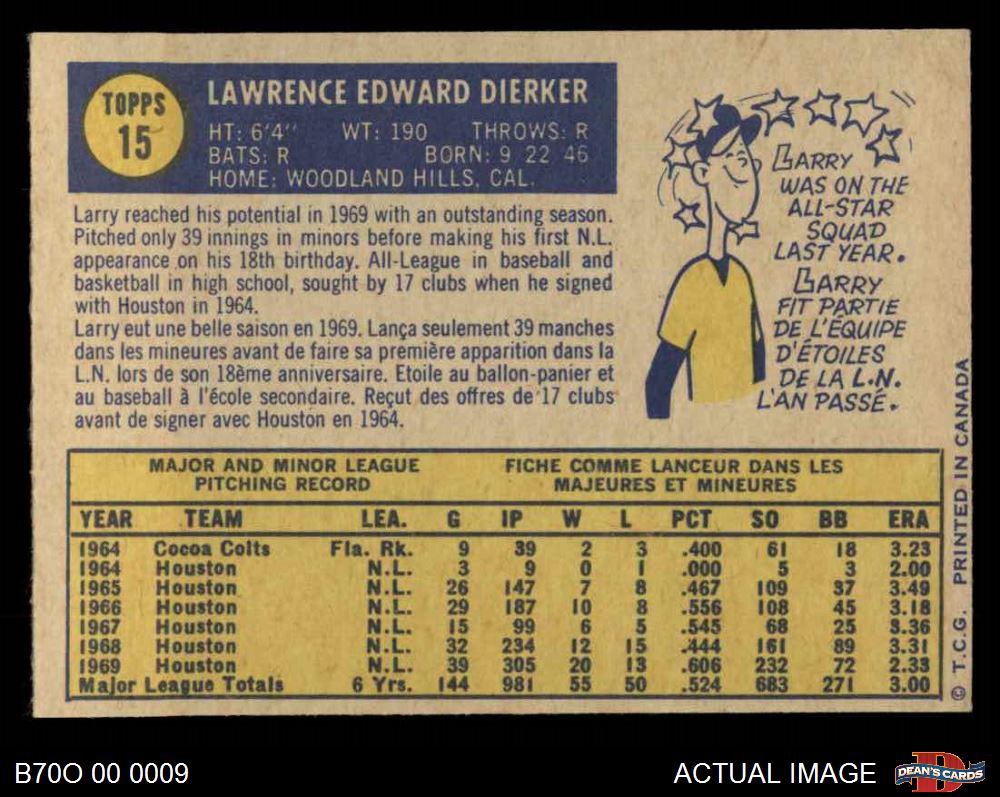 TOPPS
15
LAWRENCE EDWARD DIERKER
HT: 6'4" WT: 190 THROWS: R
BATS: R BORN: 9 22 46
HOME: WOODLAND HILLS, CAL.
Larry reached his potential in 1969 with an outstanding season.
Pitched only 39 innings in minors before making his first N.L.
appearance on his 18th birthday. All-League in baseball and
basketball in high school, sought by 17 clubs when he signed
with Houston in 1964.
Larry eut une belle saison en 1969. Lança seulement 39 manches
dans les mineures avant de faire sa première apparition dans la
L.N. lors de son 18ème anniversaire. Etoile au ballon-panier et
au baseball à l'école secondaire. Reçut des offres de 17 clubs
avant de signer avec Houston en 1964.
LARRY
WAS ON THE
ALL-STAR
SQUAD
LAST YEAR.
LARRY
FIT PARTIE
DE L'ÉQUIPE
D'ÉTOILES
DE LA L.N.
L'AN PASSÉ.
MAJOR AND MINOR LEAGUE
PITCHING RECORD
FICHE COMME LANCEUR DANS LES
MAJEURES ET MINEURES
YEAR TEAM LEA. G IP W L PCT SO BB ERA
1964 Cocoa Colts Fla. Rk. 9 39 2 3 .400 61 18 3.23
1964 Houston N.L. 3 9 0 1 .000 5 3 2.00
1965 Houston N.L. 26 147 7 8 .467 109 37 3.49
1966 Houston N.L. 29 187 10 8 .556 108 45 3.18
1967 Houston N.L. 15 99 6 5 .545 68 25 3.36
1968 Houston N.L. 32 234 12 15 .444 161 89 3.31
1969 Houston N.L. 39 305 20 13 .606 232 72 2.33
Major League Totals 6 Yrs. 144 981 55 50 .524 683 271 3.00
© T.C.G. PRINTED IN CANADA
B70O 00 0009
ACTUAL IMAGE
D
DEAN'S CARDS